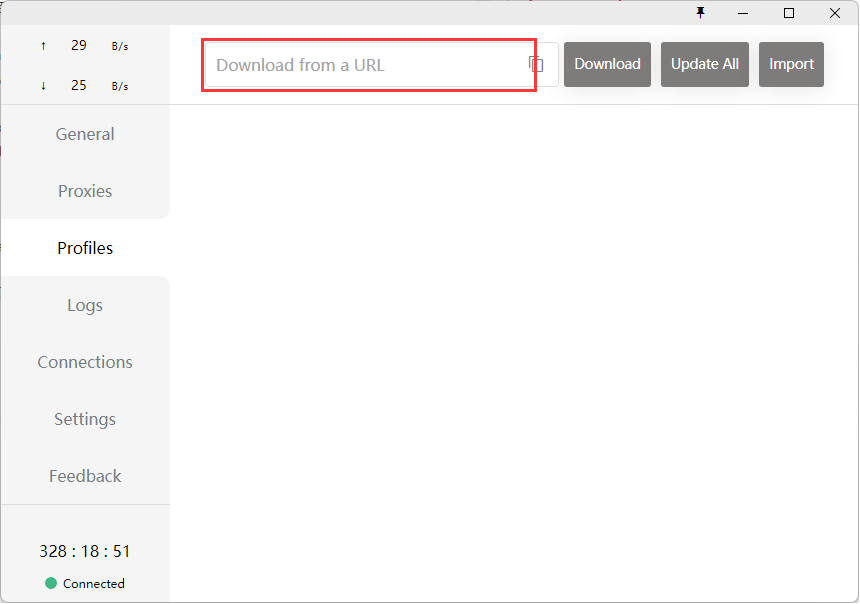 ↑ 29 B/s
↓ 25 B/s
Download from a URL
Download
Update All
Import
General
Proxies
Profiles
Logs
Connections
Settings
Feedback
328 : 18 : 51
Connected